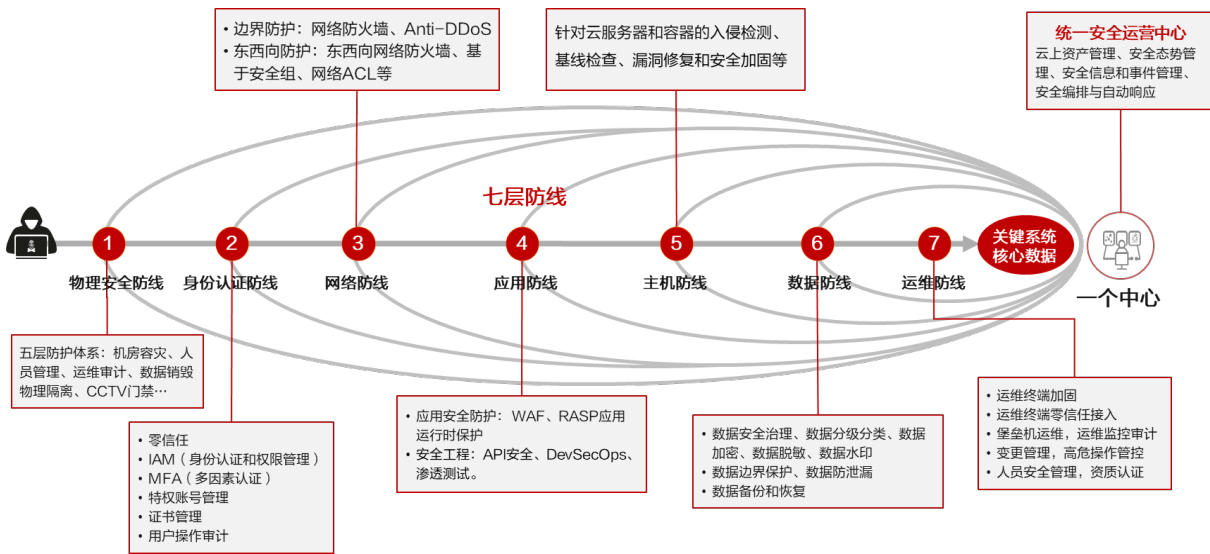 • 边界防护：网络防火墙、Anti-DDoS
• 东西向防护：东西向网络防火墙、基
于安全组、网络ACL等
针对云服务器和容器的入侵检测、
基线检查、漏洞修复和安全加固等
统一安全运营中心
云上资产管理、安全态势管
理、安全信息和事件管理、
安全编排与自动响应
七层防线
1
2
3
4
5
6
7
关键系统
核心数据
物理安全防线
身份认证防线
网络防线
应用防线
主机防线
数据防线
运维防线
一个中心
五层防护体系：机房容灾、人
员管理、运维审计、数据销毁
物理隔离、CCTV门禁…
• 零信任
• IAM（身份认证和权限管理）
• MFA（多因素认证）
• 特权账号管理
• 证书管理
• 用户操作审计
• 应用安全防护： WAF、RASP应用
运行时保护
• 安全工程：API安全、DevSecOps、
渗透测试。
• 数据安全治理、数据分级分类、数据
加密、数据脱敏、数据水印
• 数据边界保护、数据防泄漏
• 数据备份和恢复
• 运维终端加固
• 运维终端零信任接入
• 堡垒机运维，运维监控审计
• 变更管理，高危操作管控
• 人员安全管理，资质认证